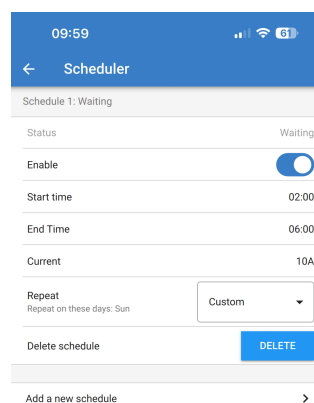 09:59
61
Scheduler
Schedule 1: Waiting
Status Waiting
Enable
Start time 02:00
End Time 06:00
Current 10A
Repeat
Repeat on these days: Sun
Custom
Delete schedule DELETE
Add a new schedule